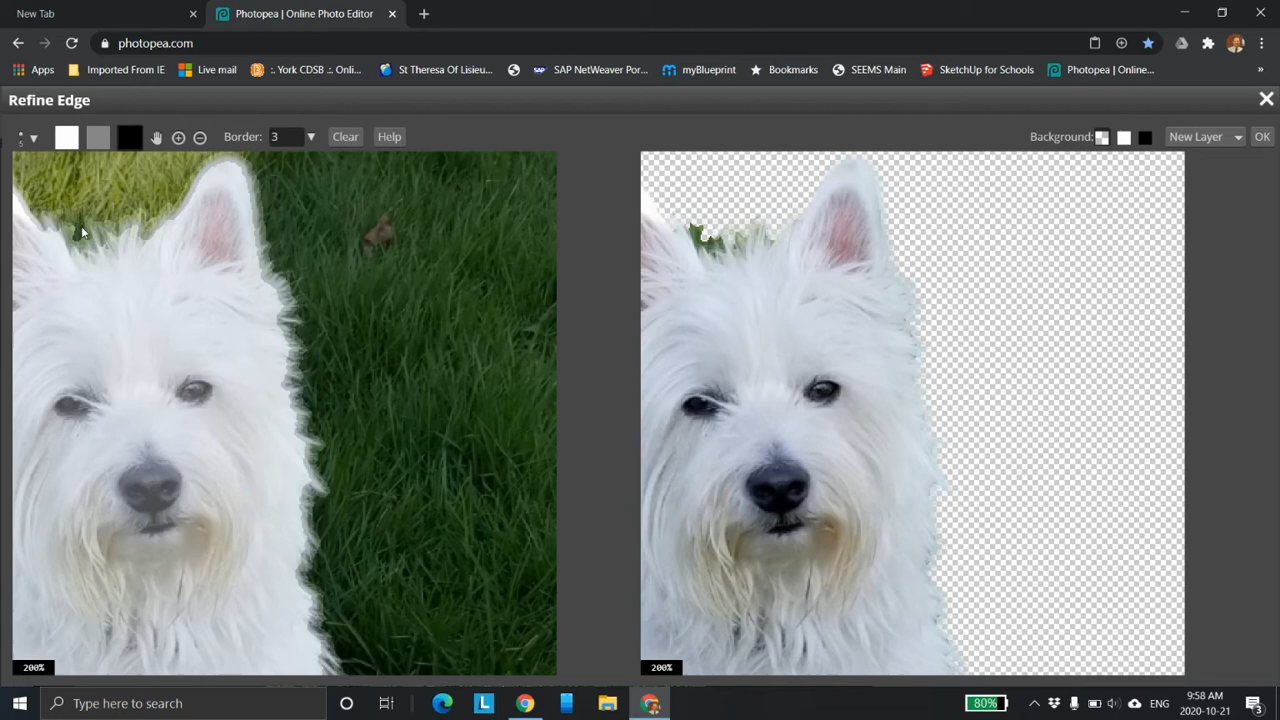 New Tab
Photopea | Online Photo Editor
photopea.com
Apps
Imported From IE
Live mail
:. York CDSB .:. Onli...
St Theresa Of Lisieu...
SAP NetWeaver Por...
myBlueprint
Bookmarks
SEEMS Main
SketchUp for Schools
Photopea | Online...
»
Refine Edge
5
Border: 3
Clear
Help
Background:
New Layer
OK
200%
200%
Type here to search
80%
ENG
9:58 AM
2020-10-21
3